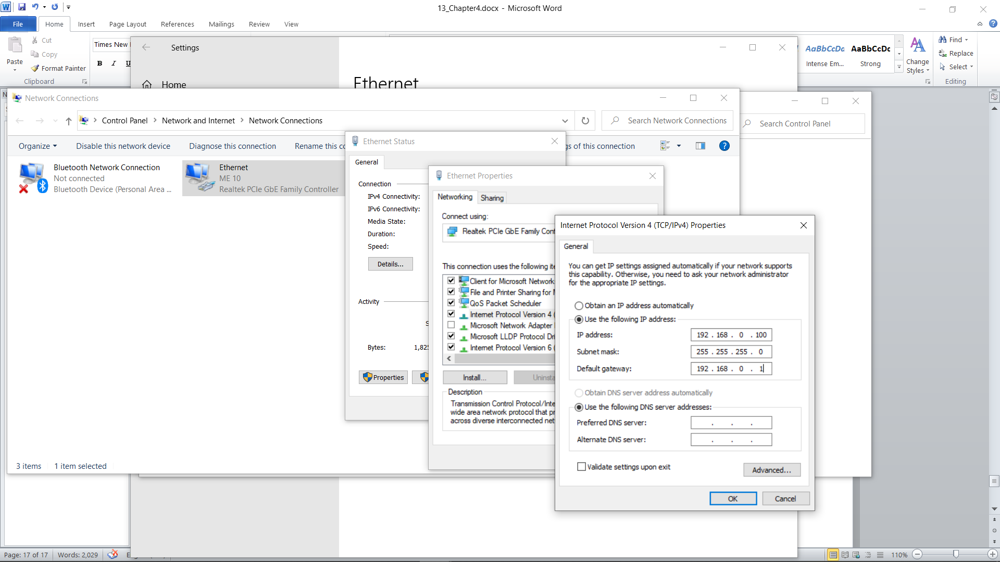 13_Chapter4.docx - Microsoft Word
File
Home
Insert
Page Layout
References
Mailings
Review
View
Paste
Cut
Copy
Format Painter
Clipboard
Times New
B I U
AaBbCcDc
AaBbCcDc
Intense Em...
Strong
Change
Styles
Find
Replace
Select
Editing
Settings
Home
Ethernet
Network Connections
Control Panel
Network and Internet
Network Connections
Search Network Connections
Search Control Panel
Organize
Disable this network device
Diagnose this connection
Rename this co
gs of this connection
Bluetooth Network Connection
Not connected
Bluetooth Device (Personal Area ...
Ethernet
ME 10
Realtek PCIe GbE Family Controller
3 items
1 item selected
Ethernet Status
General
Connection
IPv4 Connectivity:
IPv6 Connectivity:
Media State:
Duration:
Speed:
Details...
Activity
S
Bytes:
1,825
Properties
Ethernet Properties
Networking
Sharing
Connect using:
Realtek PCIe GbE Family Cont
This connection uses the following ite
Client for Microsoft Network
File and Printer Sharing for M
QoS Packet Scheduler
Internet Protocol Version 4 (
Microsoft Network Adapter
Microsoft LLDP Protocol Dri
Internet Protocol Version 6 (
Install...
Uninsta
Description
Transmission Control Protocol/Inte
wide area network protocol that pr
across diverse interconnected net
Internet Protocol Version 4 (TCP/IPv4) Properties
General
You can get IP settings assigned automatically if your network supports
this capability. Otherwise, you need to ask your network administrator
for the appropriate IP settings.
Obtain an IP address automatically
Use the following IP address:
IP address:
192 . 168 . 0 . 100
Subnet mask:
255 . 255 . 255 . 0
Default gateway:
192 . 168 . 0 . 1
Obtain DNS server address automatically
Use the following DNS server addresses:
Preferred DNS server:
. . .
Alternate DNS server:
. . .
Validate settings upon exit
Advanced...
OK
Cancel
Page: 17 of 17
Words: 2,029
110%